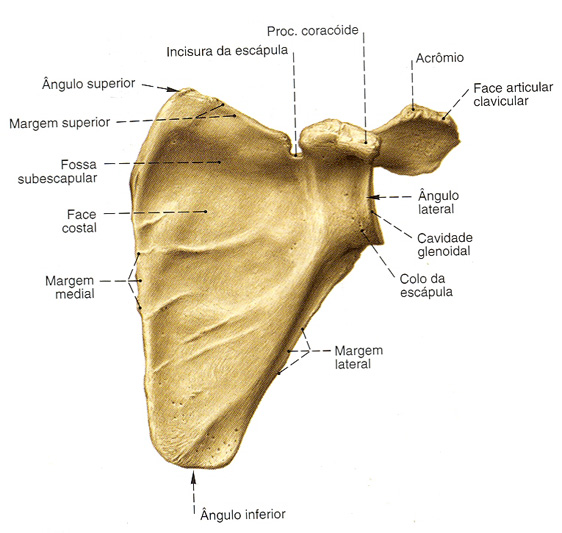 Proc. coracóide
Incisura da escápula
Acrômio
Ângulo superior
Face articular
clavicular
Margem superior
Fossa
subescapular
Ângulo
lateral
Face
costal
Cavidade
glenoidal
Margem
medial
Colo da
escápula
Margem
lateral
Ângulo inferior